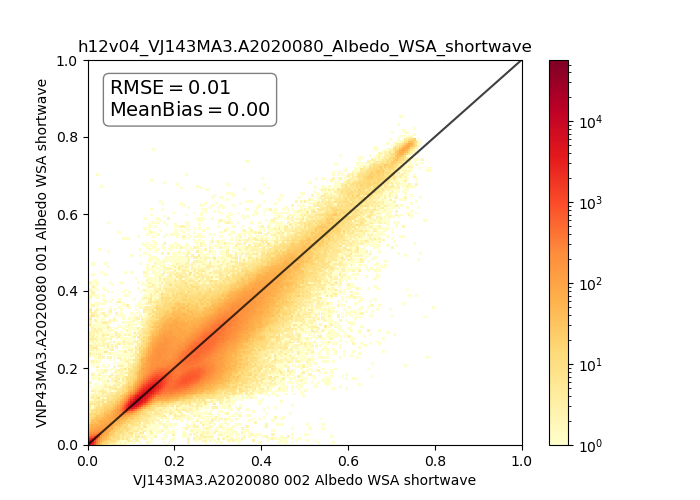 h12v04_VJ143MA3.A2020080_Albedo_WSA_shortwave
RMSE = 0.01
MeanBias = 0.00
1.0
0.8
0.6
0.4
0.2
0.0
VNP43MA3.A2020080 001 Albedo WSA shortwave
0.0 0.2 0.4 0.6 0.8 1.0
VJ143MA3.A2020080 002 Albedo WSA shortwave
10^4
10^3
10^2
10^1
10^0